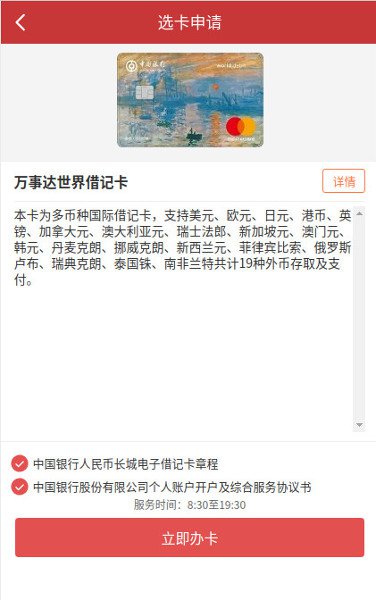 选卡申请
中国银行
万事达世界借记卡
详情
本卡为多币种国际借记卡，支持美元、欧元、日元、港币、英
镑、加拿大元、澳大利亚元、瑞士法郎、新加坡元、澳门元、
韩元、丹麦克朗、挪威克朗、新西兰元、菲律宾比索、俄罗斯
卢布、瑞典克朗、泰国铢、南非兰特共计19种外币存取及支
付。
中国银行人民币长城电子借记卡章程
中国银行股份有限公司个人账户开户及综合服务协议书
服务时间：8:30至19:30
立即办卡